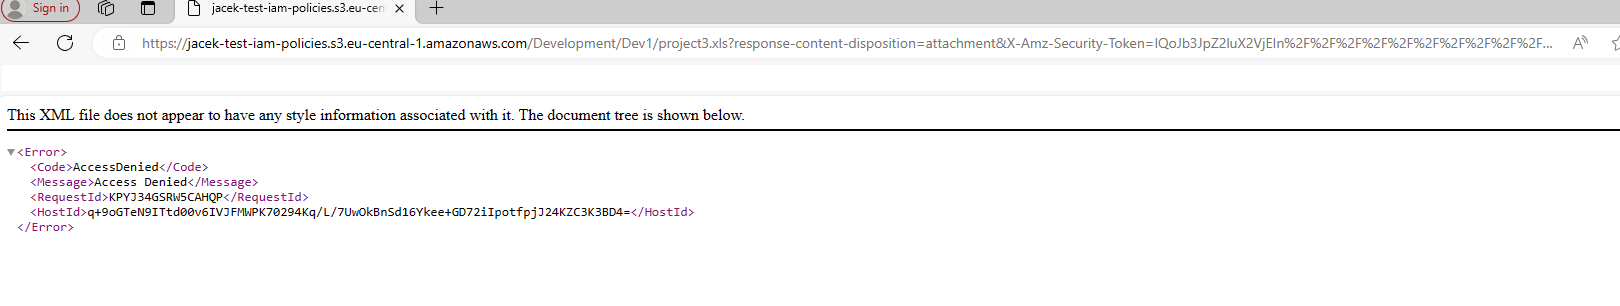 Sign in
jacek-test-iam-policies.s3.eu-cen
https://jacek-test-iam-policies.s3.eu-central-1.amazonaws.com/Development/Dev1/project3.xls?response-content-disposition=attachment&X-Amz-Security-Token=IQoJb3JpZ2luX2VjEIn%2F%2F%2F%2F%2F%2F%2F%2F%2F%2F...
This XML file does not appear to have any style information associated with it. The document tree is shown below.
<Error>
<Code>AccessDenied</Code>
<Message>Access Denied</Message>
<RequestId>KPYJ34GSRW5CAHQP</RequestId>
<HostId>q+9oGTeN9ITtd00v6IVJFMWPK70294Kq/L/7UwOkBnSd16Ykee+GD72iIpotfpjJ24KZC3K3BD4=</HostId>
</Error>